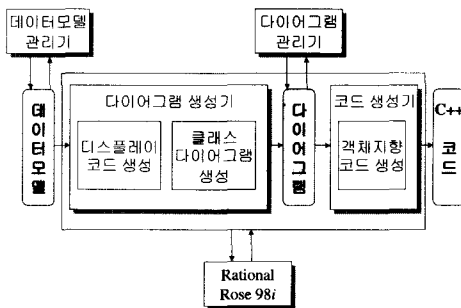 데이터모델
관리기
다이어그램
관리기
데이터모델
다이어그램 생성기
디스플레이
코드 생성
클래스
다이어그램
생성
다이어그램
코드 생성기
객체지향
코드 생성
C++
코드
Rational
Rose 98i